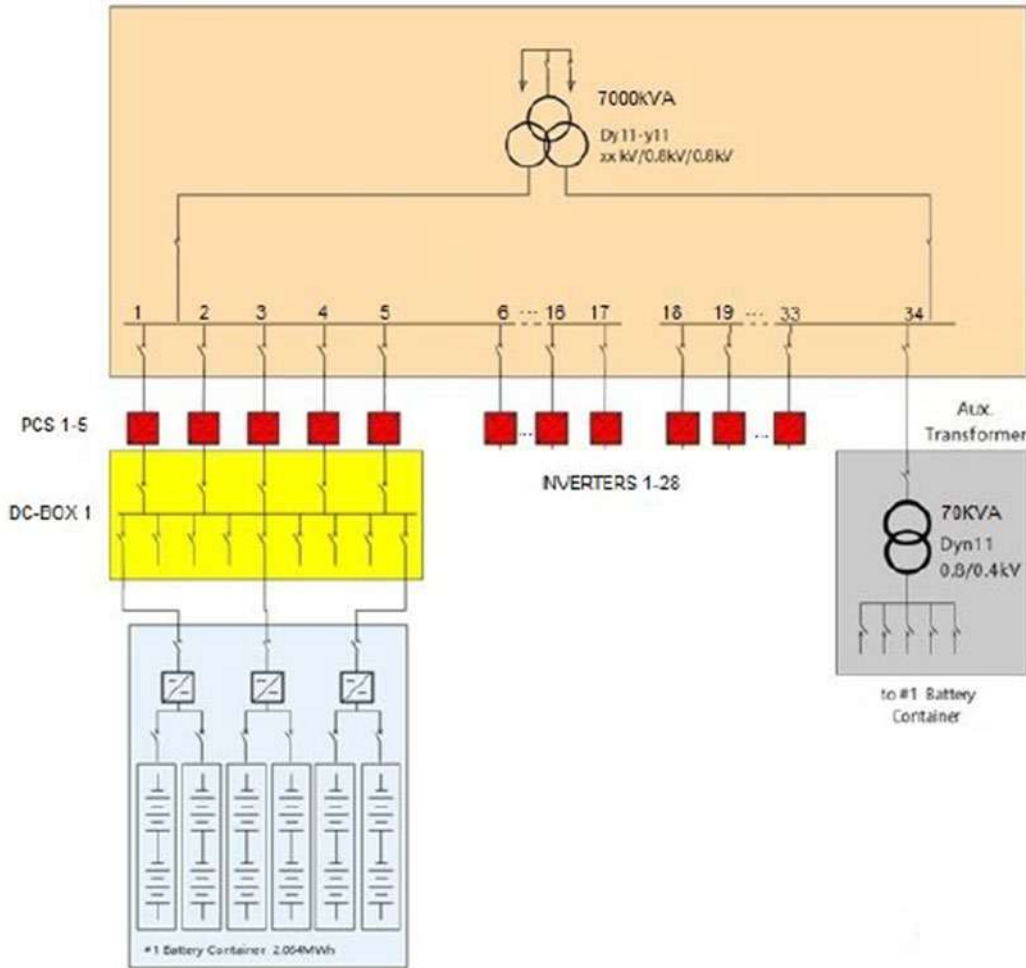 7000kVA
Dy11-y11
xx kV/0.8kV/0.8kV
1 2 3 4 5 6 ... 16 17 18 19 ... 33 34
PCS 1-5
... ...
Aux.
Transformer
INVERTERS 1-28
DC-BOX 1
70KVA
Dyn11
0.8/0.4kV
to #1 Battery
Container
#1 Battery Container 2.064MWh